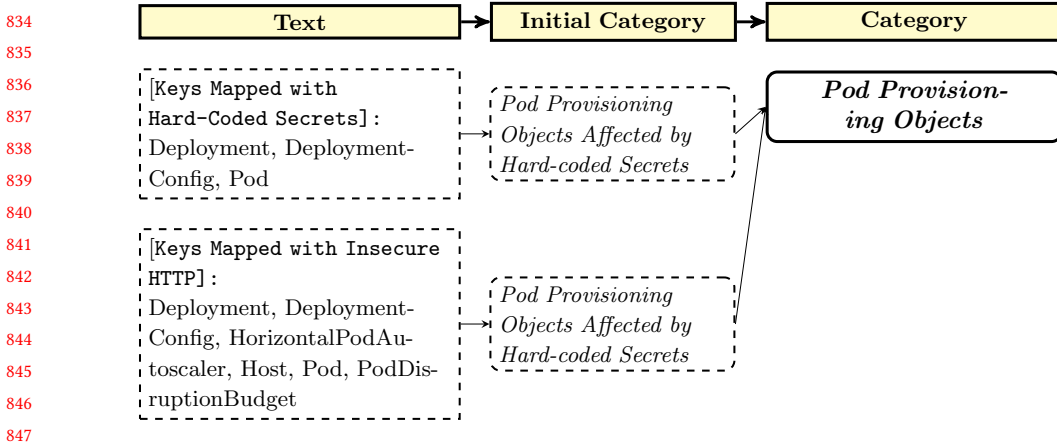 834
Text
Initial Category
Category
835
836
[Keys Mapped with
Pod Provisioning
Pod Provision-
837
Hard-Coded Secrets]:
Objects Affected by
ing Objects
838
Deployment, Deployment-
Hard-coded Secrets
839
Config, Pod
840
841
[Keys Mapped with Insecure
842
HTTP]:
Pod Provisioning
843
Deployment, Deployment-
Objects Affected by
844
Config, HorizontalPodAu-
Hard-coded Secrets
845
toscaler, Host, Pod, PodDis-
846
ruptionBudget
847